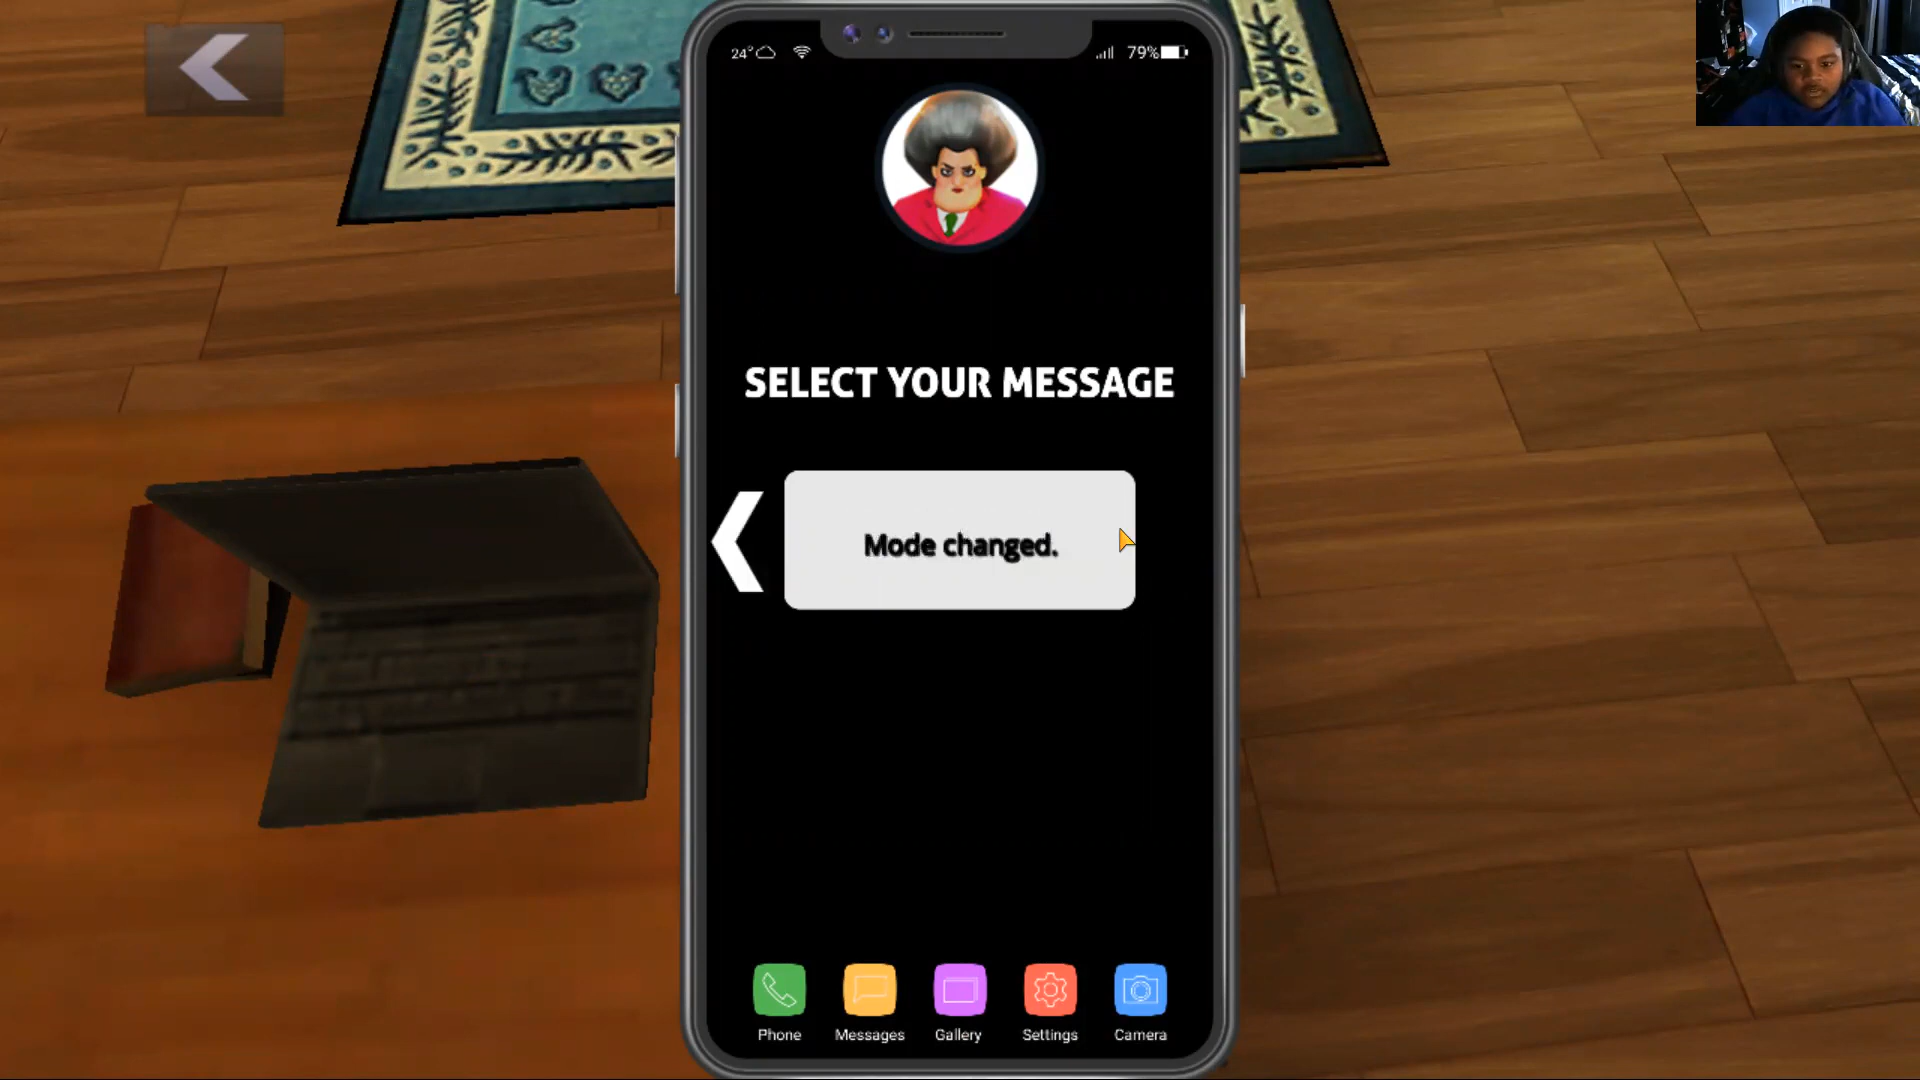 24°
79%
SELECT YOUR MESSAGE
Mode changed.
Phone Messages Gallery Settings Camera